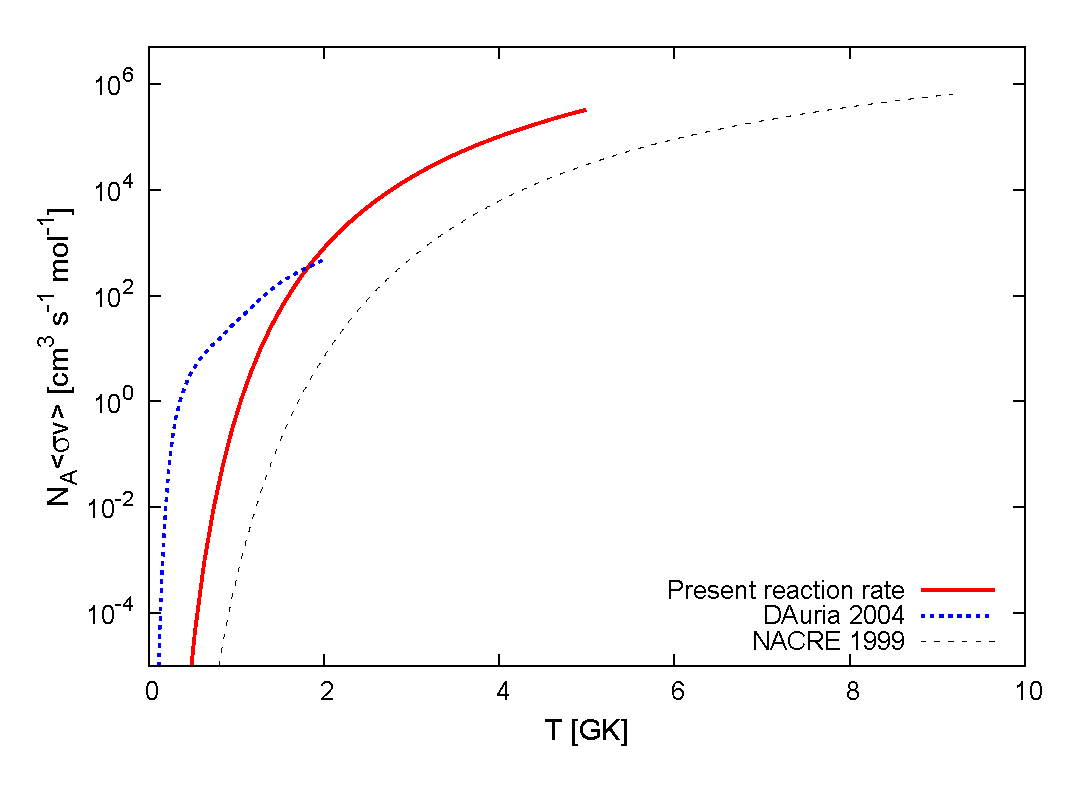 10^6
10^4
10^2
10^0
10^-2
10^-4
N_A<σv> [cm^3 s^-1 mol^-1]
Present reaction rate
DAuria 2004
NACRE 1999
0 2 4 6 8 10
T [GK]